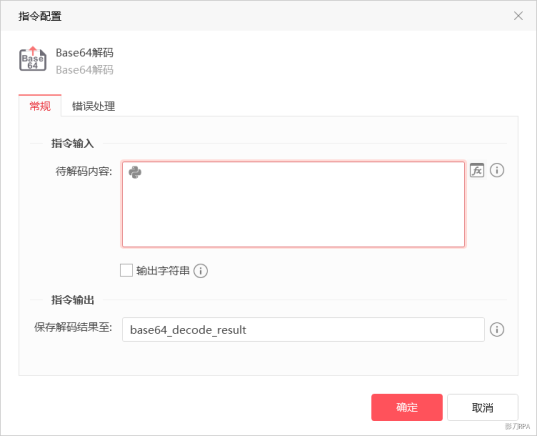 指令配置
Base64解码
Base
64
Base64解码
常规 错误处理
指令输入
待解码内容:
fx
输出字符串
指令输出
保存解码结果至: base64_decode_result
确定 取消
影刀RPA